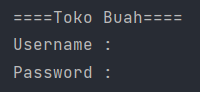 ====Toko Buah====
Username :
Password :